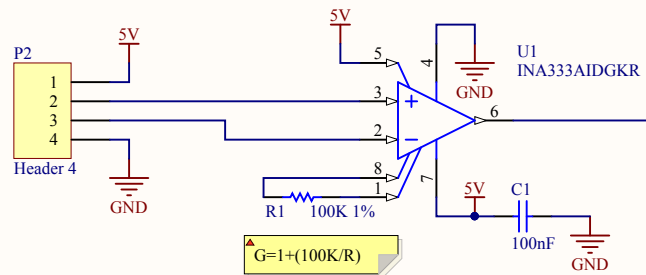 P2
5V
1
2
3
4
Header 4
GND
5V
5
3
2
8
1
4
GND
U1
INA333AIDGKR
6
7
R1
100K 1%
5V
C1
100nF
GND
G=1+(100K/R)